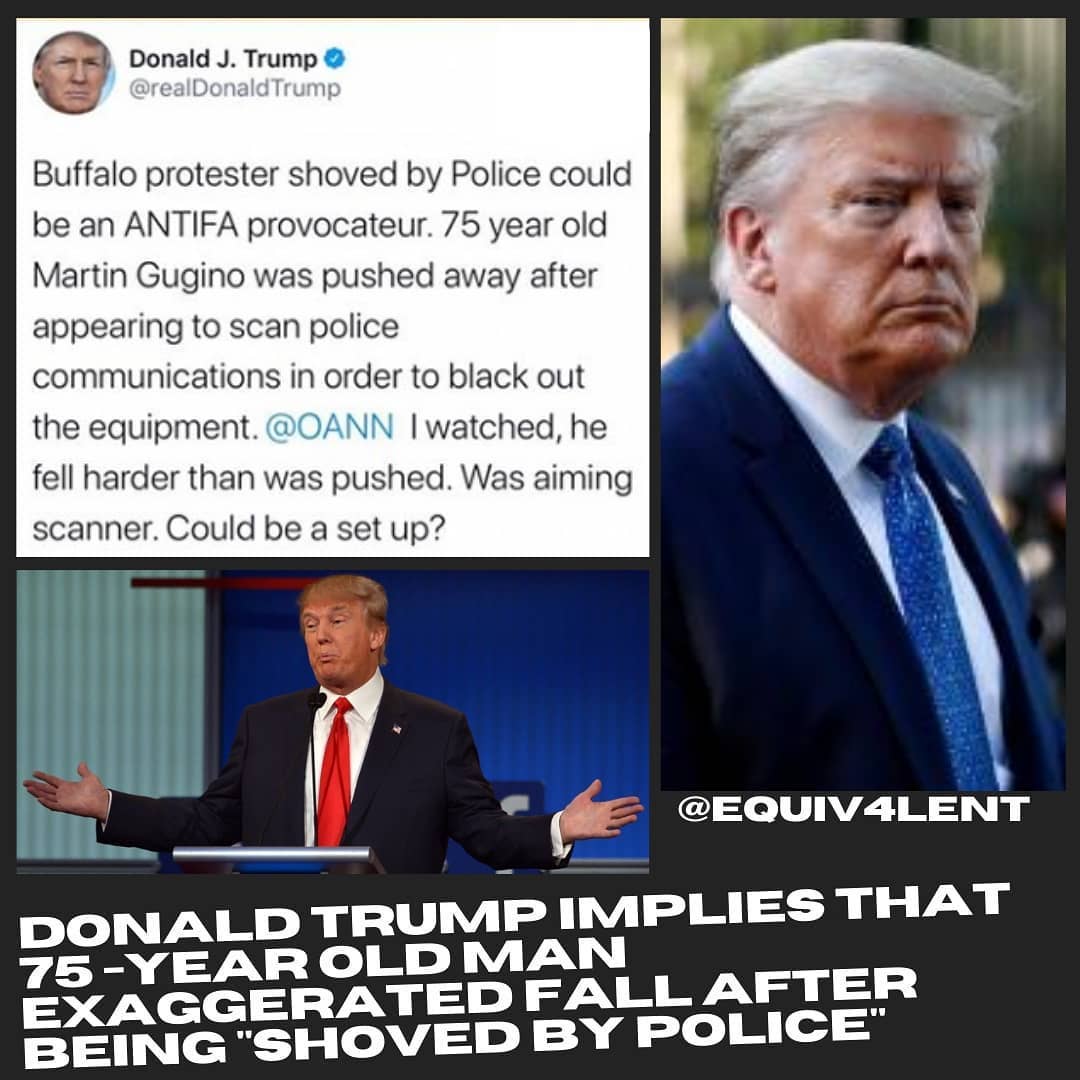 Donald J. Trump
@realDonaldTrump
Buffalo protester shoved by Police could
be an ANTIFA provocateur. 75 year old
Martin Gugino was pushed away after
appearing to scan police
communications in order to black out
the equipment. @OANN I watched, he
fell harder than was pushed. Was aiming
scanner. Could be a set up?
@EQUIV4LENT
DONALD TRUMP IMPLIES THAT
75 -YEAR OLD MAN
EXAGGERATED FALL AFTER
BEING "SHOVED BY POLICE"